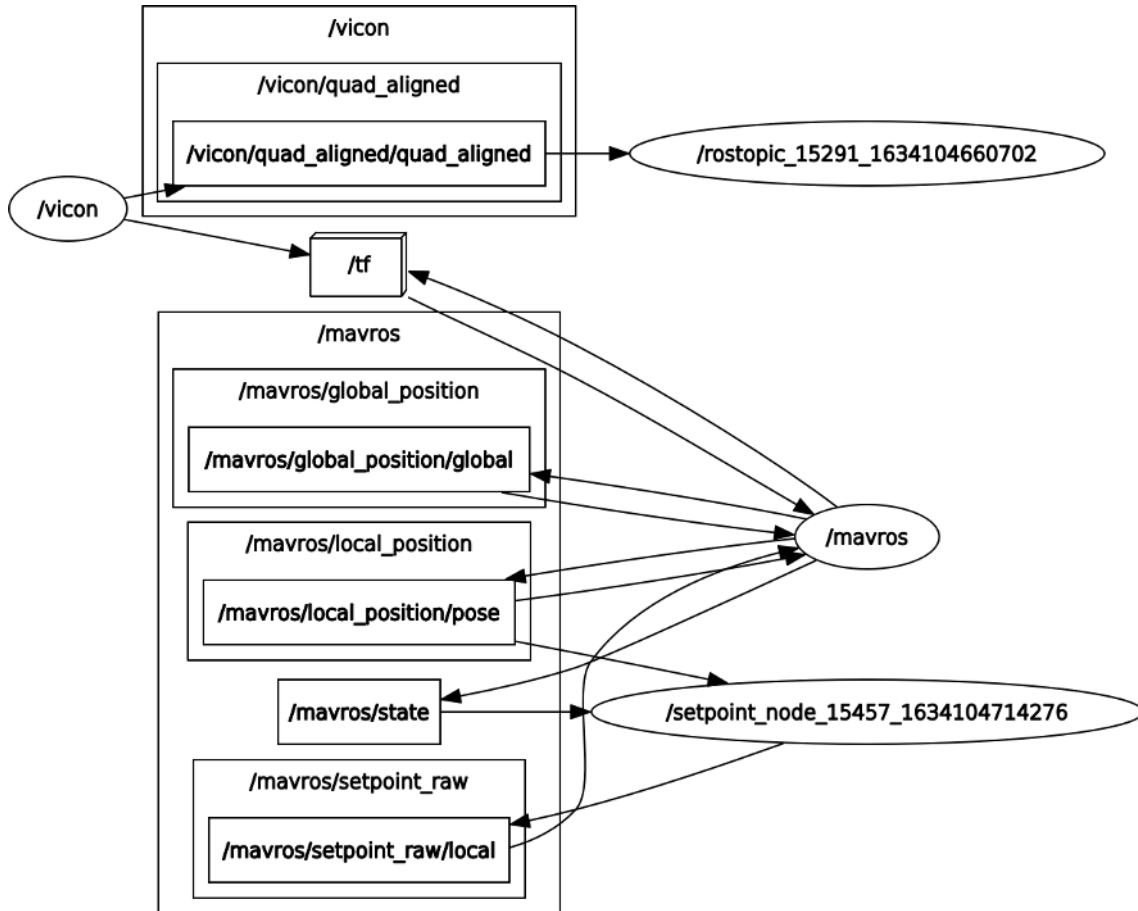 /vicon
/vicon/quad_aligned
/vicon/quad_aligned/quad_aligned
/rostopic_15291_1634104660702
/vicon
/tf
/mavros
/mavros/global_position
/mavros/global_position/global
/mavros
/mavros/local_position
/mavros/local_position/pose
/mavros/state
/setpoint_node_15457_1634104714276
/mavros/setpoint_raw
/mavros/setpoint_raw/local